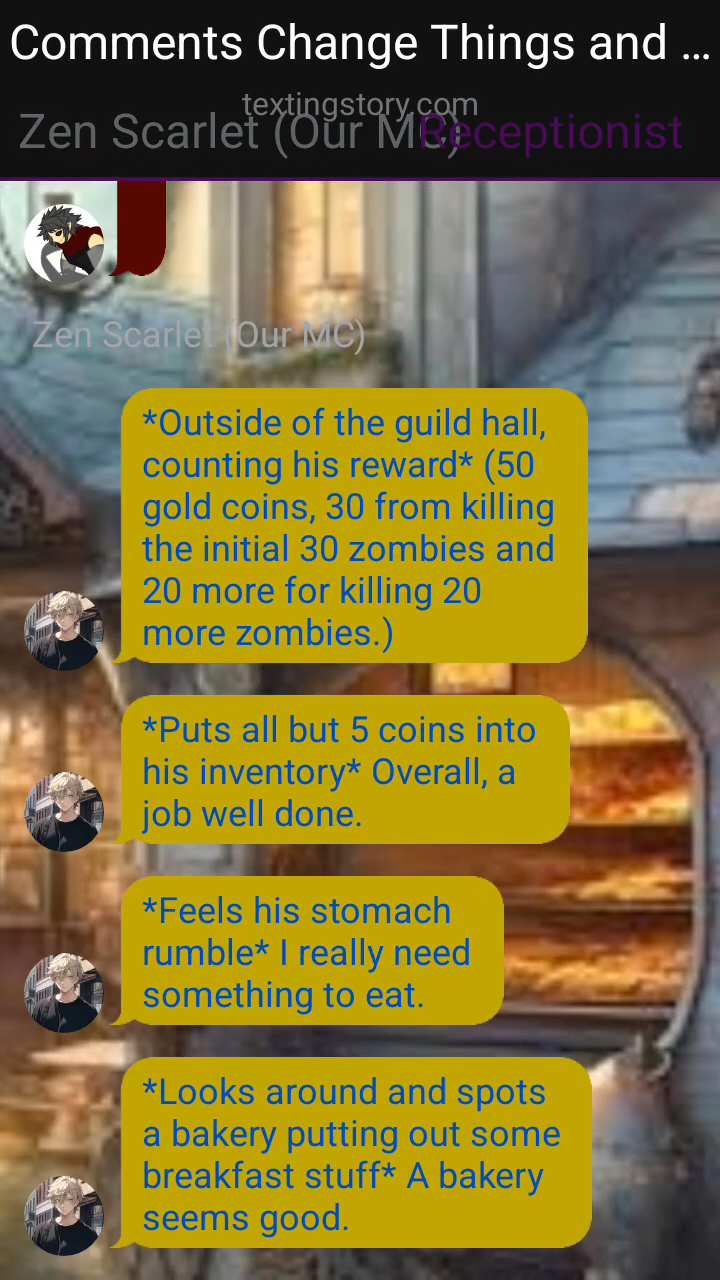 Comments Change Things and ...
textingstory.com
Zen Scarlet (Our MC)
Receptionist
Zen Scarlet (Our MC)
*Outside of the guild hall,
counting his reward* (50
gold coins, 30 from killing
the initial 30 zombies and
20 more for killing 20
more zombies.)
*Puts all but 5 coins into
his inventory* Overall, a
job well done.
*Feels his stomach
rumble* I really need
something to eat.
*Looks around and spots
a bakery putting out some
breakfast stuff* A bakery
seems good.